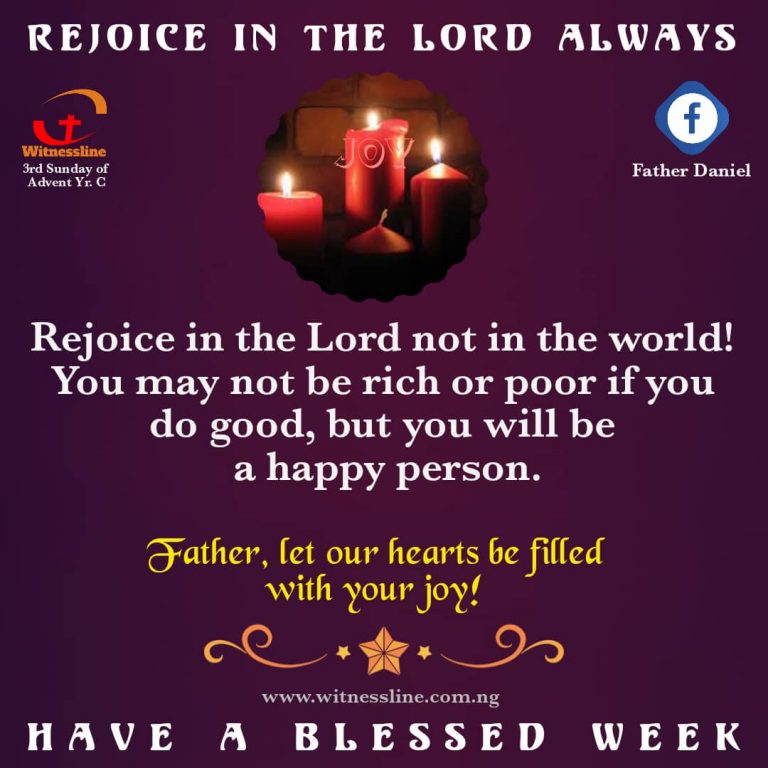 REJOICE IN THE LORD ALWAYS
Witnessline
3rd Sunday of
Advent Yr. C
JOY
f
Father Daniel
Rejoice in the Lord not in the world!
You may not be rich or poor if you
do good, but you will be
a happy person.
Father, let our hearts be filled
with your joy!
www.witnessline.com.ng
HAVE A BLESSED WEEK